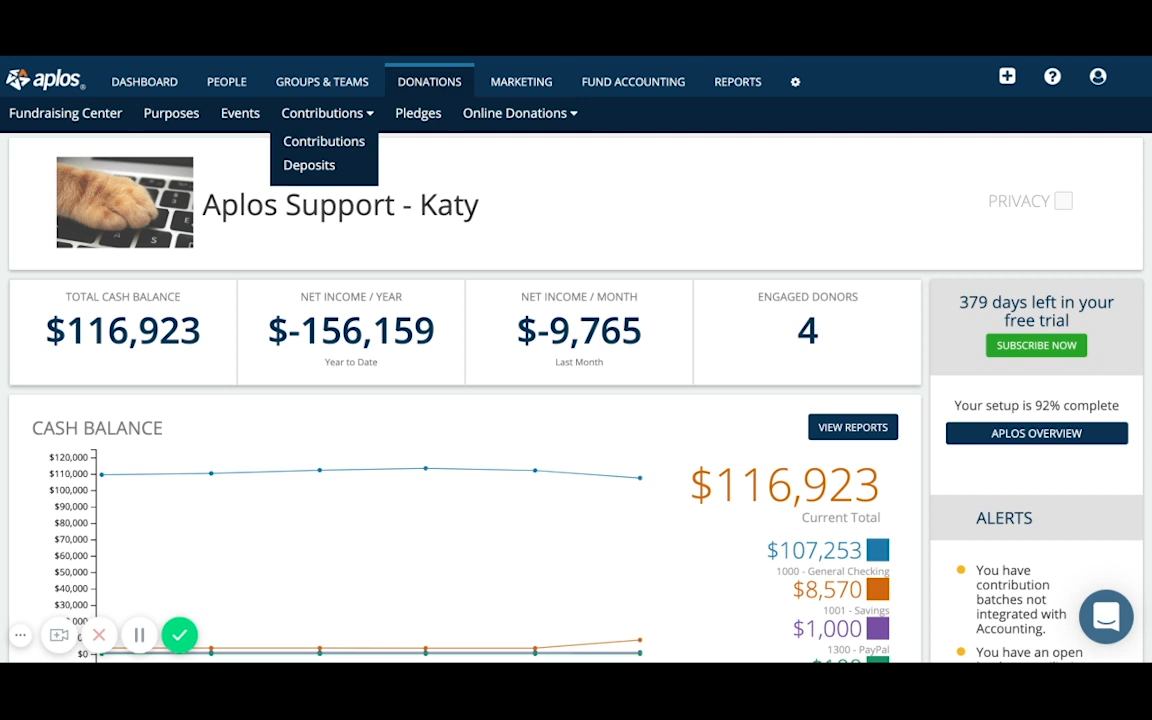 aplos
DASHBOARD PEOPLE GROUPS & TEAMS DONATIONS MARKETING FUND ACCOUNTING REPORTS
Fundraising Center Purposes Events Contributions Pledges Online Donations
Contributions
Deposits
Aplos Support - Katy
PRIVACY
TOTAL CASH BALANCE
$116,923
NET INCOME / YEAR
$-156,159
Year to Date
NET INCOME / MONTH
$-9,765
Last Month
ENGAGED DONORS
4
379 days left in your
free trial
SUBSCRIBE NOW
Your setup is 92% complete
APLOS OVERVIEW
CASH BALANCE
VIEW REPORTS
$120,000
$110,000
$100,000
$90,000
$80,000
$70,000
$60,000
$50,000
$40,000
$30,000
$0
$116,923
Current Total
$107,253
1000 - General Checking
$8,570
1001 - Savings
$1,000
1300 - PayPal
ALERTS
You have
contribution
batches not
integrated with
Accounting.
You have an open